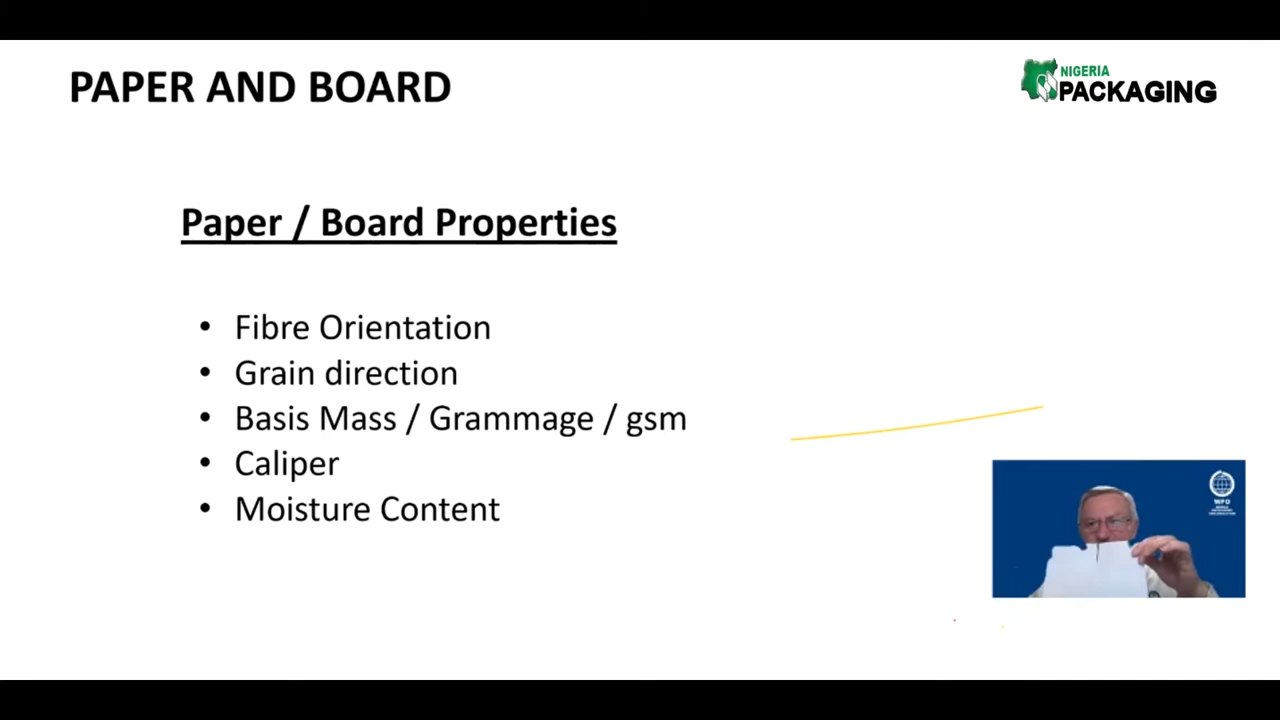 PAPER AND BOARD
NIGERIA
PACKAGING
Paper / Board Properties
• Fibre Orientation
• Grain direction
• Basis Mass / Grammage / gsm
• Caliper
• Moisture Content
WPO